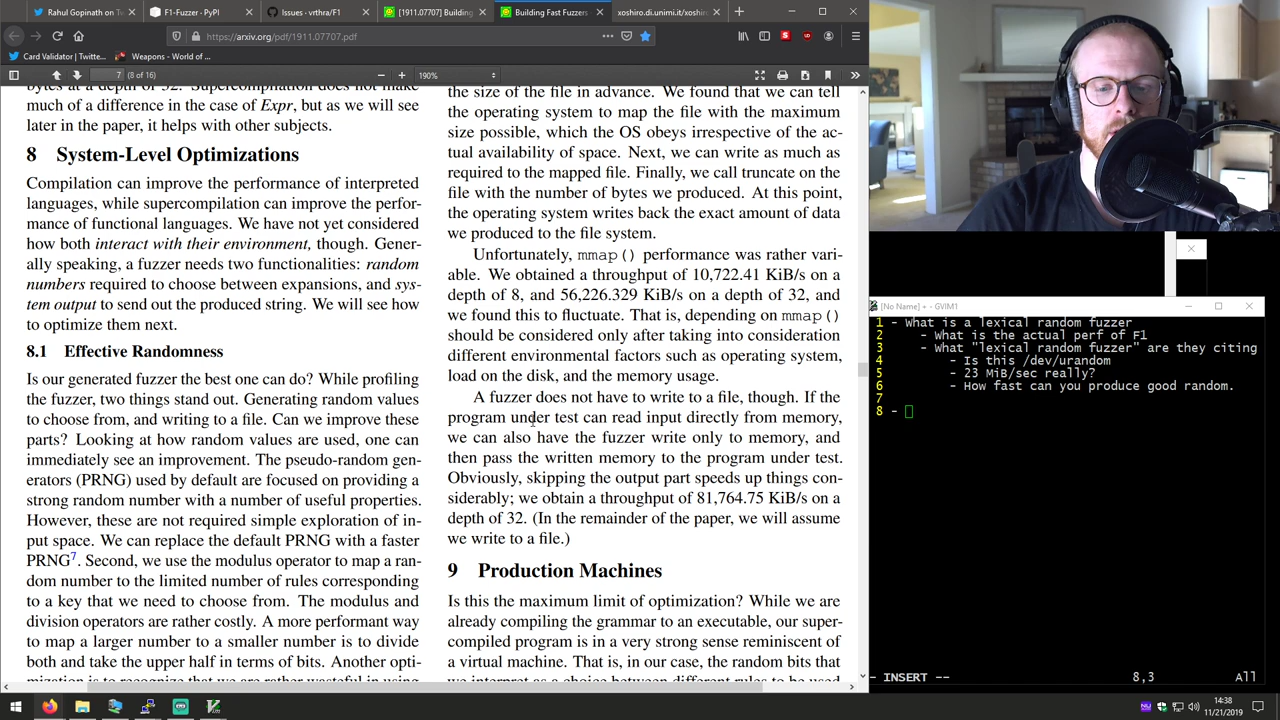 Rahul Gopinath on Tw
F1-Fuzzer · PyPI
Issues · vrthra/F1
[1911.07707] Building
Building Fast Fuzzers
xoshiro.di.unimi.it/xoshiro
https://arxiv.org/pdf/1911.07707.pdf
Card Validator | Twitte...
Weapons - World of ...
7
(8 of 16)
190%
bytes at a depth of 32. Supercompilation does not make
much of a difference in the case of Expr, but as we will see
later in the paper, it helps with other subjects.
8 System-Level Optimizations
Compilation can improve the performance of interpreted
languages, while supercompilation can improve the perfor-
mance of functional languages. We have not yet considered
how both interact with their environment, though. Gener-
ally speaking, a fuzzer needs two functionalities: random
numbers required to choose between expansions, and sys-
tem output to send out the produced string. We will see how
to optimize them next.
8.1 Effective Randomness
Is our generated fuzzer the best one can do? While profiling
the fuzzer, two things stand out. Generating random values
to choose from, and writing to a file. Can we improve these
parts? Looking at how random values are used, one can
immediately see an improvement. The pseudo-random gen-
erators (PRNG) used by default are focused on providing a
strong random number with a number of useful properties.
However, these are not required simple exploration of in-
put space. We can replace the default PRNG with a faster
PRNG7. Second, we use the modulus operator to map a ran-
dom number to the limited number of rules corresponding
to a key that we need to choose from. The modulus and
division operators are rather costly. A more performant way
to map a larger number to a smaller number is to divide
both and take the upper half in terms of bits. Another opti-
mization is to recognize that we are rather wasteful in using
the size of the file in advance. We found that we can tell
the operating system to map the file with the maximum
size possible, which the OS obeys irrespective of the ac-
tual availability of space. Next, we can write as much as
required to the mapped file. Finally, we call truncate on the
file with the number of bytes we produced. At this point,
the operating system writes back the exact amount of data
we produced to the file system.
Unfortunately, mmap() performance was rather vari-
able. We obtained a throughput of 10,722.41 KiB/s on a
depth of 8, and 56,226.329 KiB/s on a depth of 32, and
we found this to fluctuate. That is, depending on mmap()
should be considered only after taking into consideration
different environmental factors such as operating system,
load on the disk, and the memory usage.
A fuzzer does not have to write to a file, though. If the
program under test can read input directly from memory,
we can also have the fuzzer write only to memory, and
then pass the written memory to the program under test.
Obviously, skipping the output part speeds up things con-
siderably; we obtain a throughput of 81,764.75 KiB/s on a
depth of 32. (In the remainder of the paper, we will assume
we write to a file.)
9 Production Machines
Is this the maximum limit of optimization? While we are
already compiling the grammar to an executable, our super-
compiled program is in a very strong sense reminiscent of
a virtual machine. That is, in our case, the random bits that
we interpret as a choice between different rules to be used
[No Name] + - GVIM1
1 - What is a lexical random fuzzer
2 - What is the actual perf of F1
3 - What "lexical random fuzzer" are they citing
4 - Is this /dev/urandom
5 - 23 MiB/sec really?
6 - How fast can you produce good random.
7
8 -
- INSERT --
8,3
All
14:38
11/21/2019